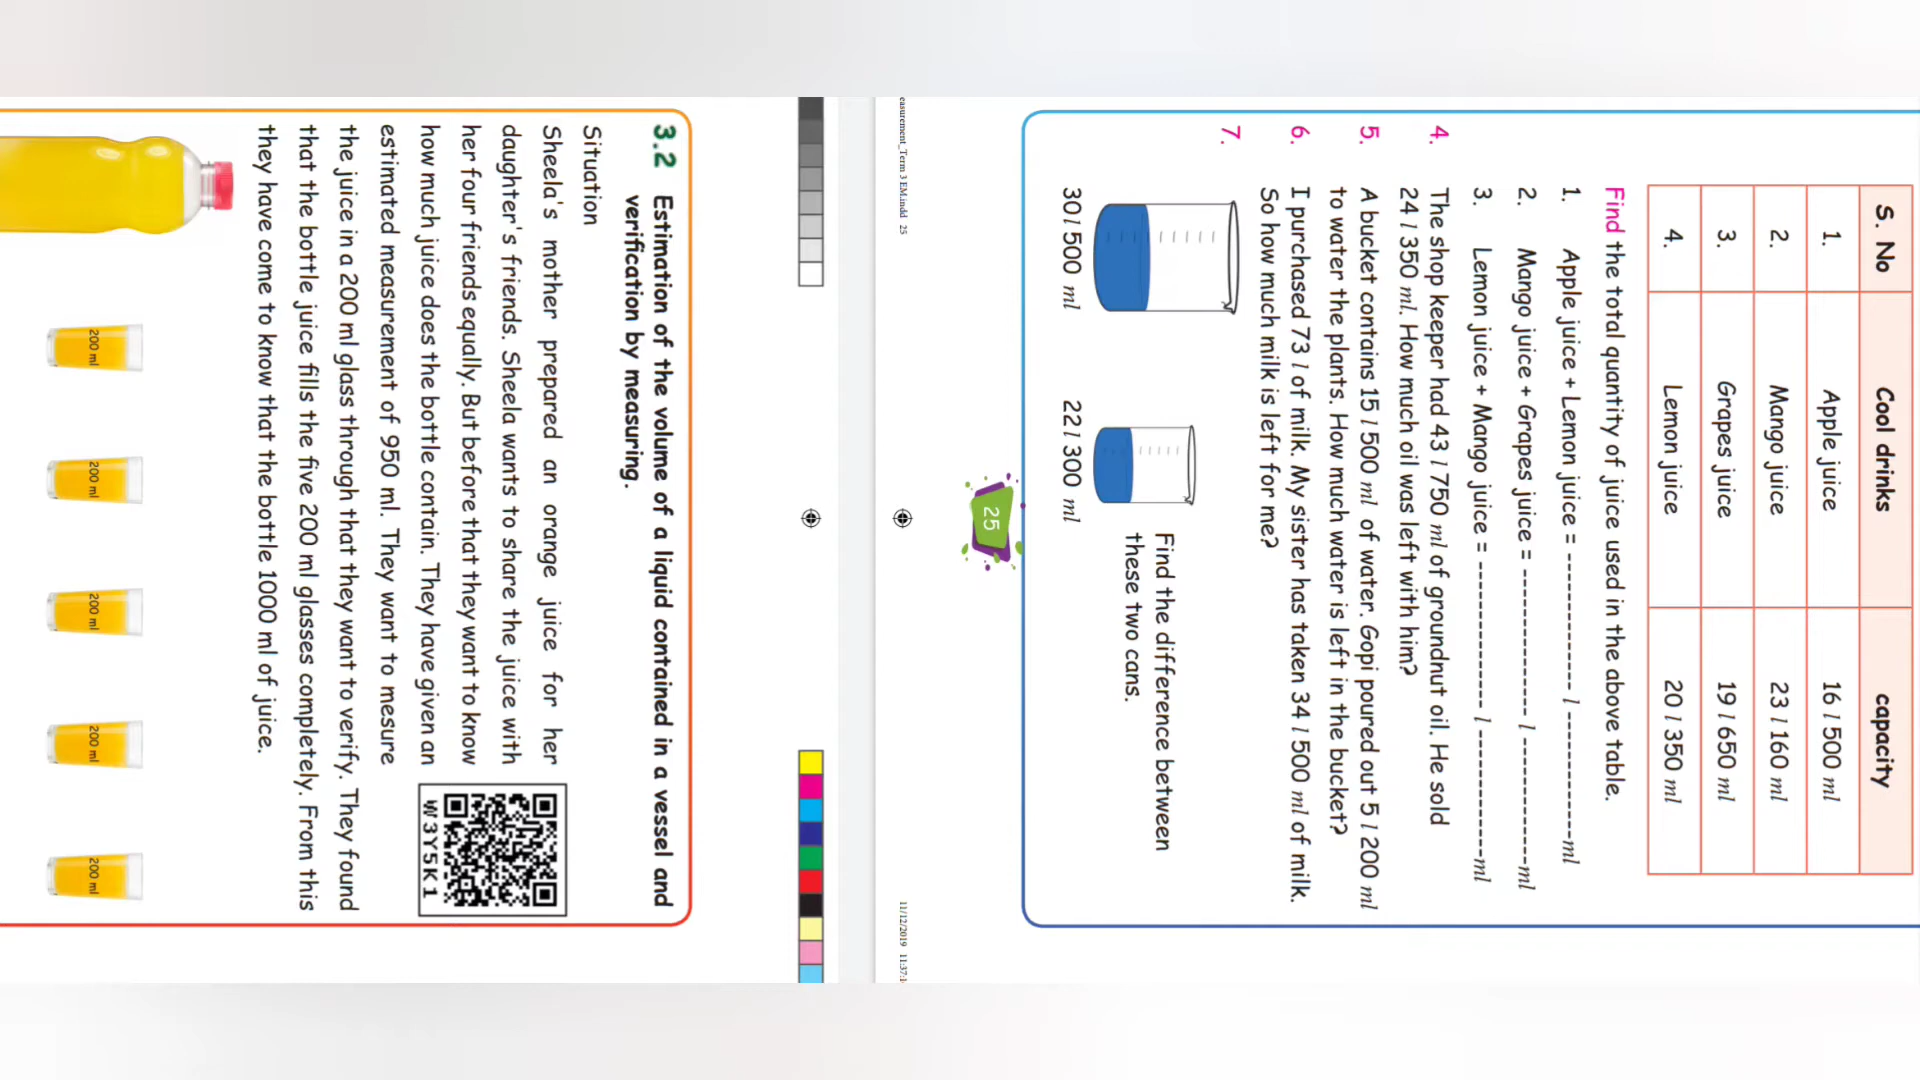 S. No Cool drinks capacity
1. Apple juice 16 l 500 ml
2. Mango juice 23 l 160 ml
3. Grapes juice 19 l 650 ml
4. Lemon juice 20 l 350 ml
Find the total quantity of juice used in the above table.
1. Apple juice + Lemon juice = -------------- l --------------ml
2. Mango juice + Grapes juice = -------------- l --------------ml
3. Lemon juice + Mango juice = -------------- l --------------ml
4. The shop keeper had 43 l 750 ml of groundnut oil. He sold
24 l 350 ml. How much oil was left with him?
5. A bucket contains 15 l 500 ml of water. Gopi poured out 5 l 200 ml
to water the plants. How much water is left in the bucket?
6. I purchased 73 l of milk. My sister has taken 34 l 500 ml of milk.
So how much milk is left for me?
7.
Find the difference between
these two cans.
30 l 500 ml 22 l 300 ml
25
easurement_Term 3 EM.indd 25
11/12/2019 11:37:1
3.2 Estimation of the volume of a liquid contained in a vessel and
verification by measuring.
Situation
Sheela's mother prepared an orange juice for her
daughter's friends. Sheela wants to share the juice with
her four friends equally. But before that they want to know
how much juice does the bottle contain. They have given an
estimated measurement of 950 ml. They want to mesure
the juice in a 200 ml glass through that they want to verify. They found
that the bottle juice fills the five 200 ml glasses completely. From this
they have come to know that the bottle 1000 ml of juice.
W3Y5K1
200 ml 200 ml 200 ml 200 ml 200 ml